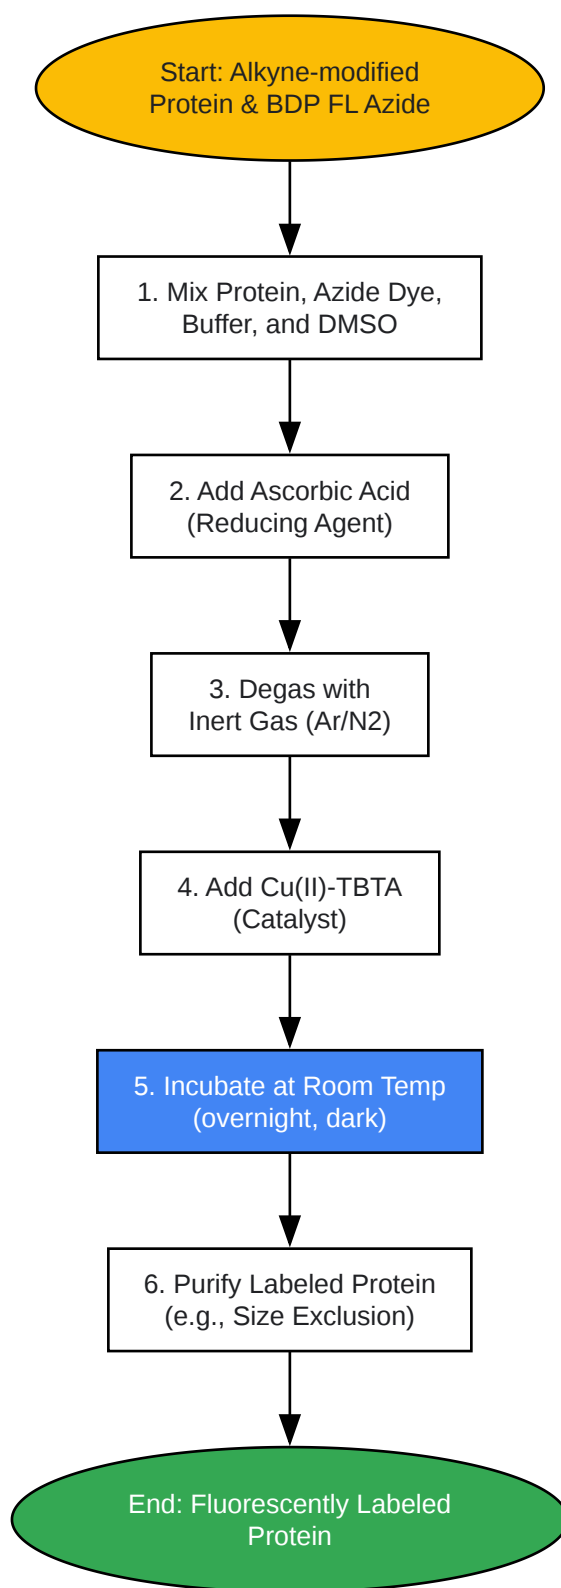 Start: Alkyne-modified
Protein & BDP FL Azide
1. Mix Protein, Azide Dye,
Buffer, and DMSO
2. Add Ascorbic Acid
(Reducing Agent)
3. Degas with
Inert Gas (Ar/N2)
4. Add Cu(II)-TBTA
(Catalyst)
5. Incubate at Room Temp
(overnight, dark)
6. Purify Labeled Protein
(e.g., Size Exclusion)
End: Fluorescently Labeled
Protein